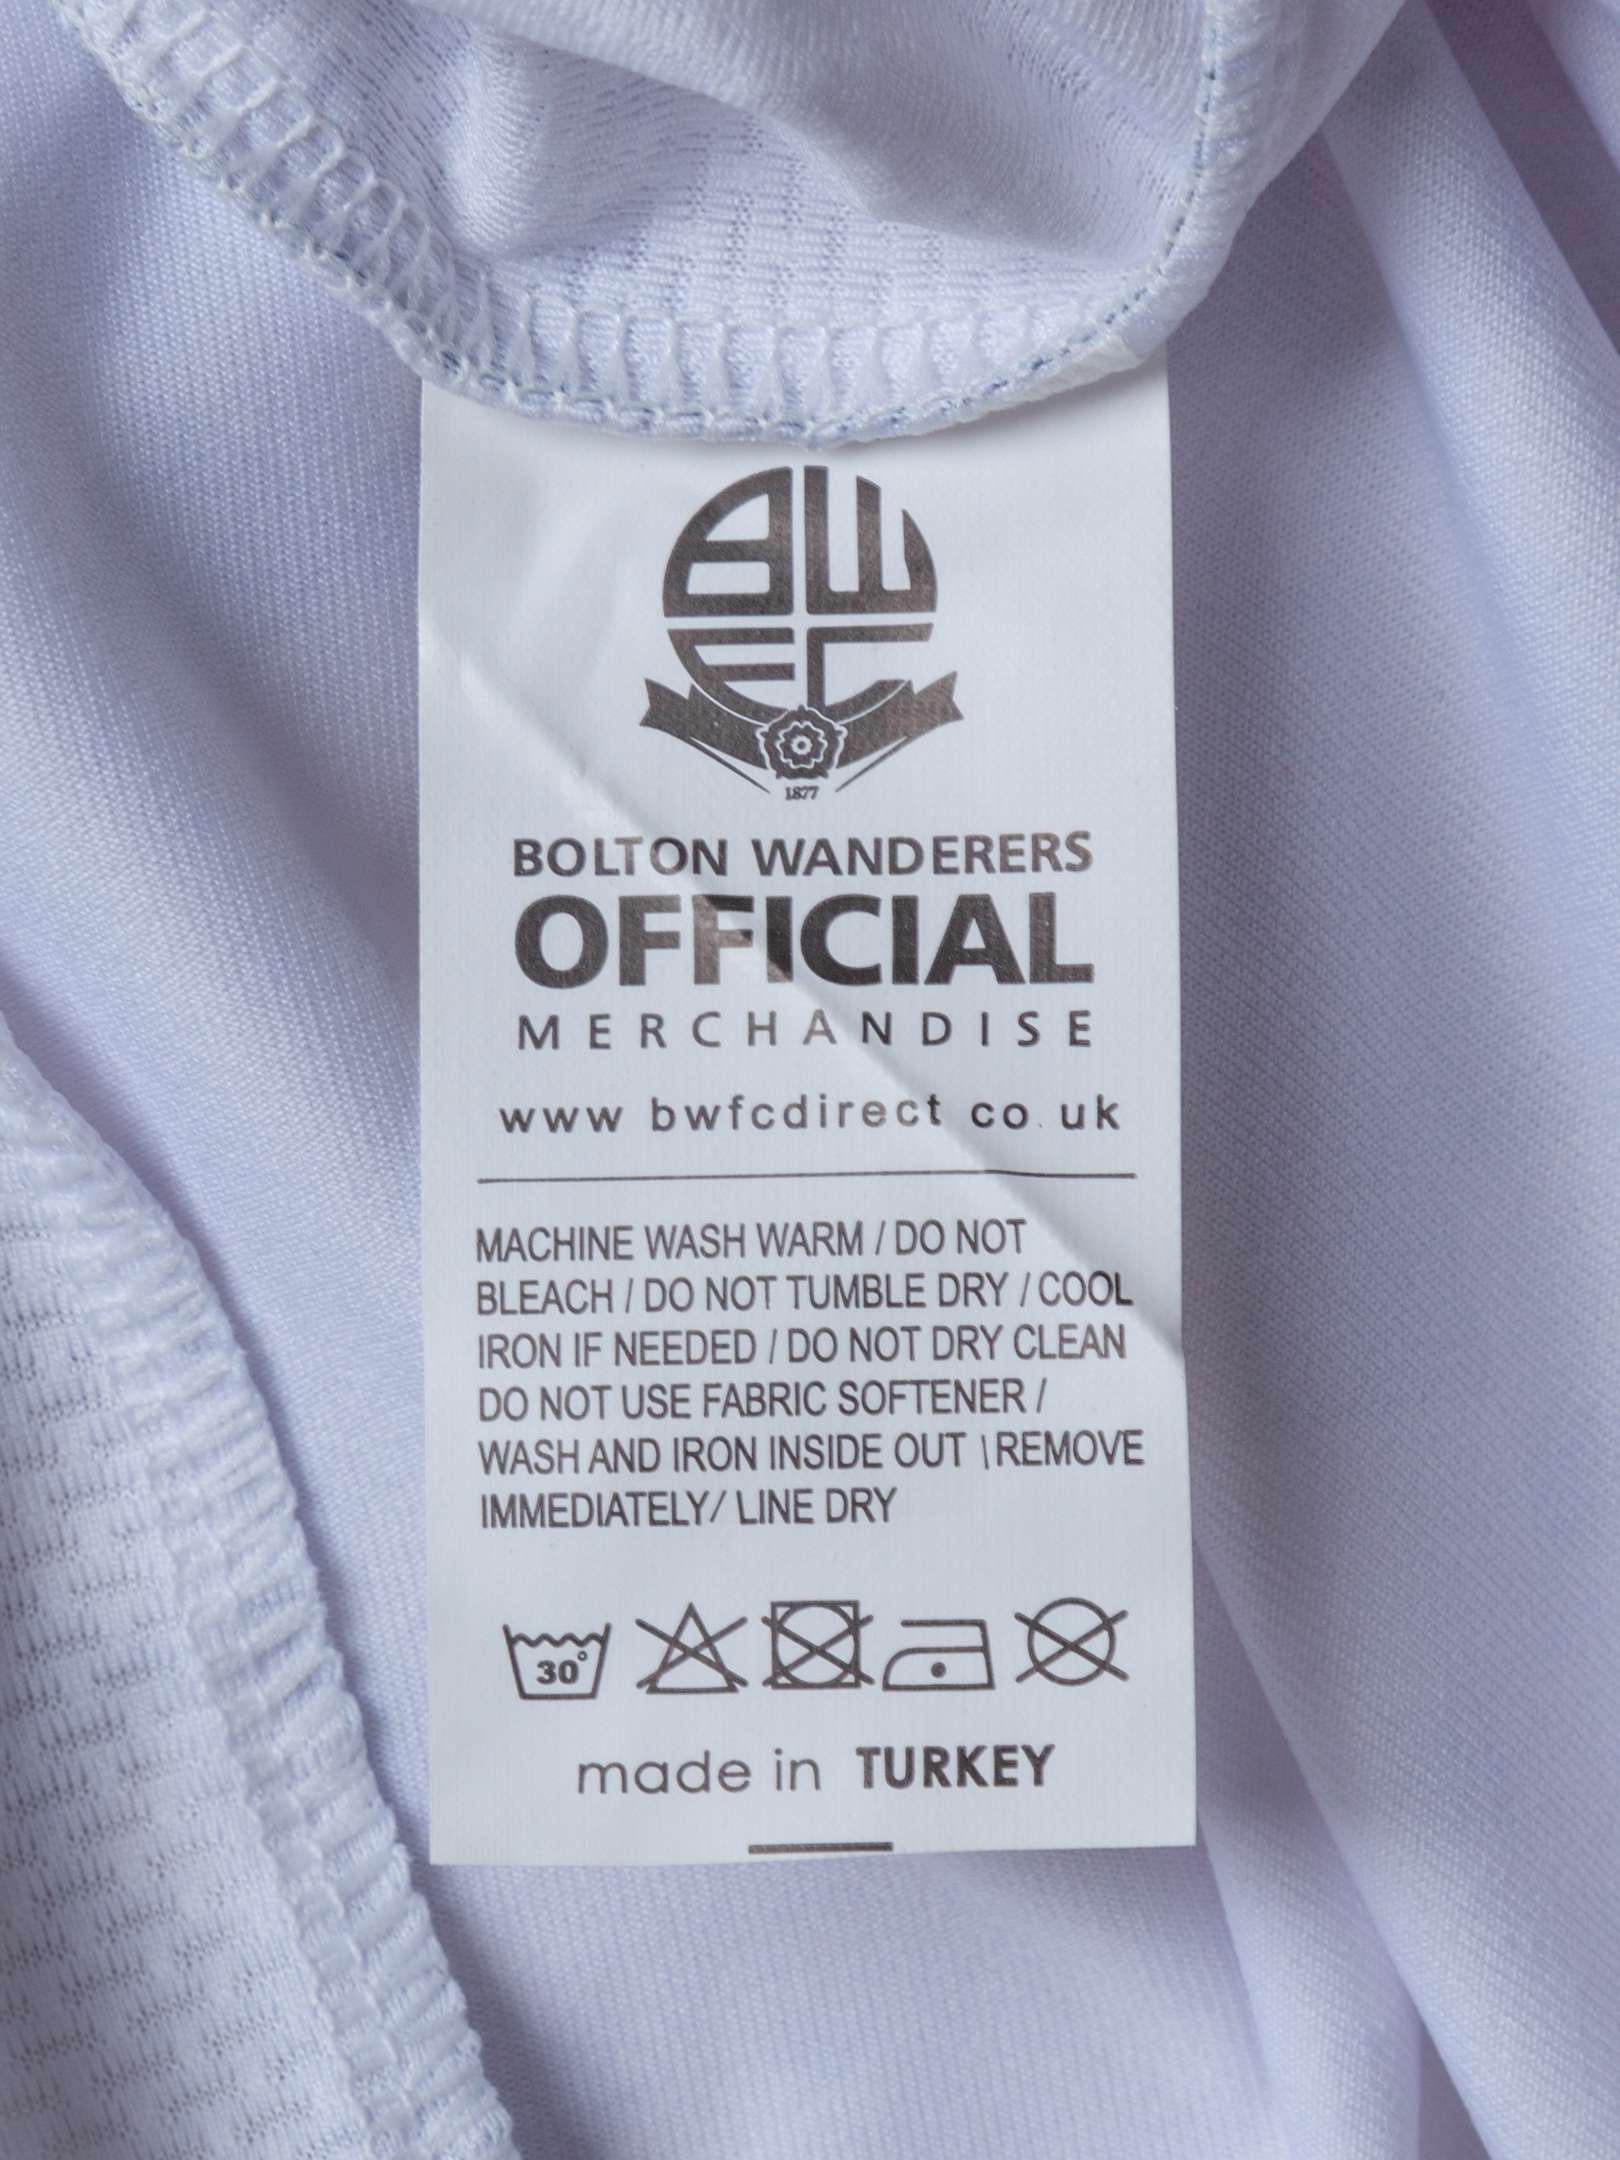 BWFC
1877
BOLTON WANDERERS
OFFICIAL
MERCHANDISE
www bwfcdirect co.uk
MACHINE WASH WARM / DO NOT
BLEACH / DO NOT TUMBLE DRY / COOL
IRON IF NEEDED / DO NOT DRY CLEAN
DO NOT USE FABRIC SOFTENER /
WASH AND IRON INSIDE OUT \ REMOVE
IMMEDIATELY/ LINE DRY
30°
made in TURKEY